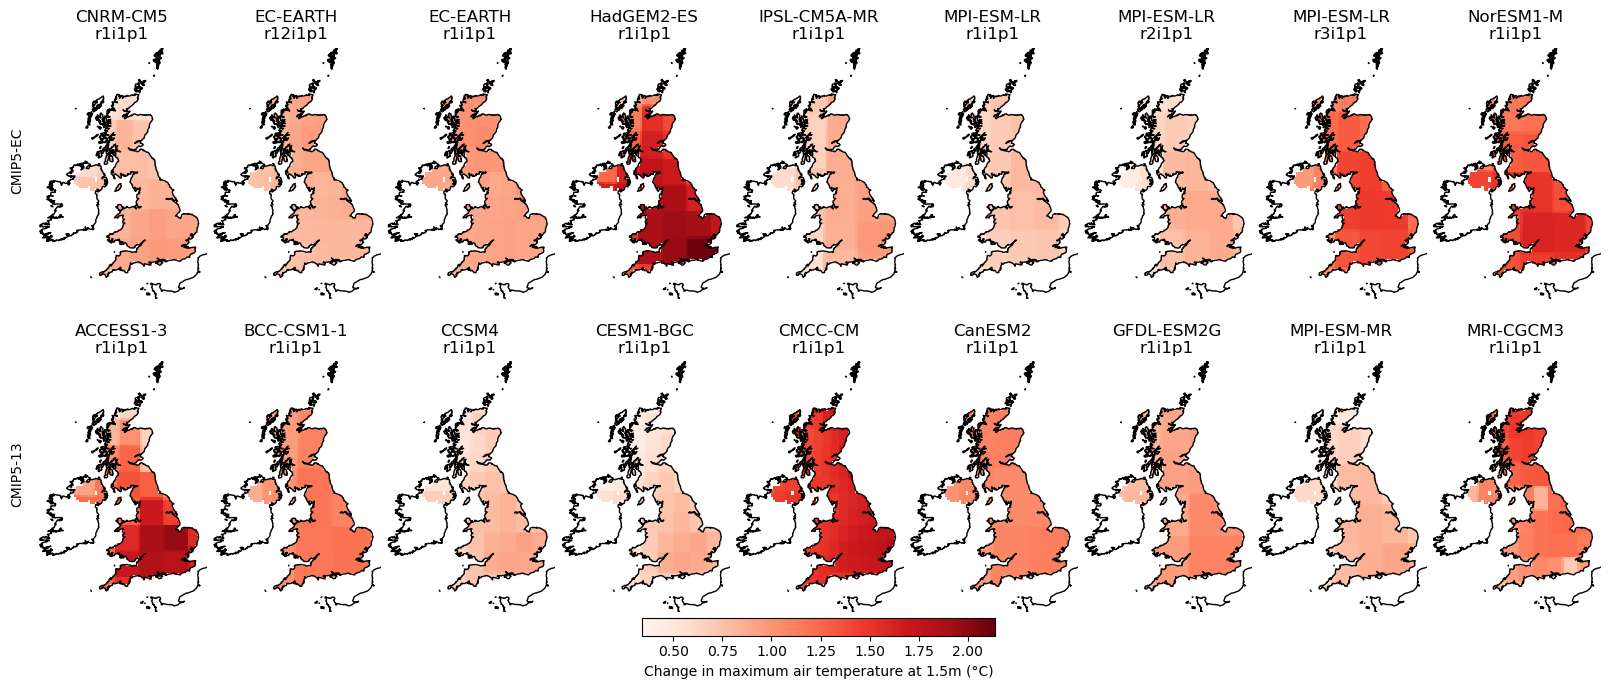 CNRM-CM5
r1i1p1
EC-EARTH
r12i1p1
EC-EARTH
r1i1p1
HadGEM2-ES
r1i1p1
IPSL-CM5A-MR
r1i1p1
MPI-ESM-LR
r1i1p1
MPI-ESM-LR
r2i1p1
MPI-ESM-LR
r3i1p1
NorESM1-M
r1i1p1
CMIP5-EC
ACCESS1-3
r1i1p1
BCC-CSM1-1
r1i1p1
CCSM4
r1i1p1
CESM1-BGC
r1i1p1
CMCC-CM
r1i1p1
CanESM2
r1i1p1
GFDL-ESM2G
r1i1p1
MPI-ESM-MR
r1i1p1
MRI-CGCM3
r1i1p1
CMIP5-13
0.50 0.75 1.00 1.25 1.50 1.75 2.00
Change in maximum air temperature at 1.5m (°C)